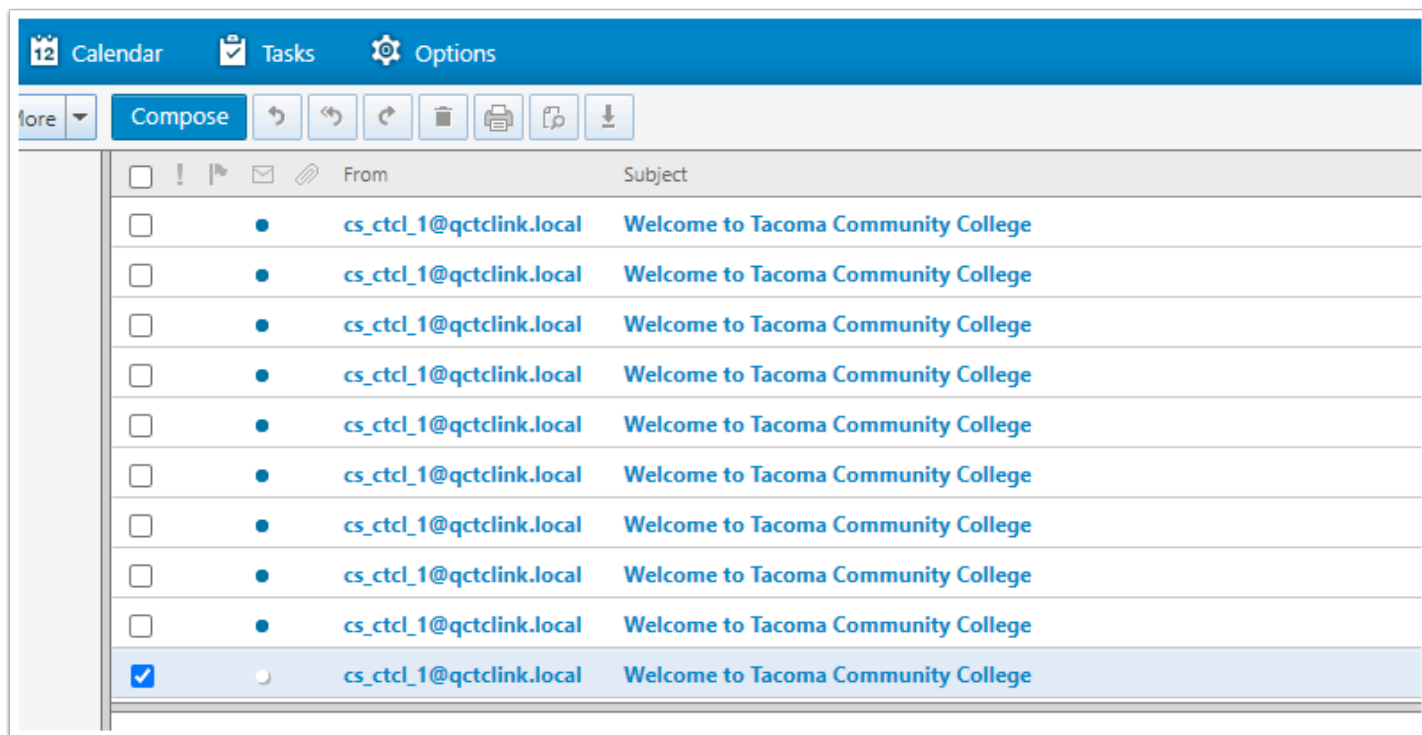 12 Calendar Tasks Options
lore Compose
! From Subject
cs_ctcl_1@qctclink.local Welcome to Tacoma Community College
cs_ctcl_1@qctclink.local Welcome to Tacoma Community College
cs_ctcl_1@qctclink.local Welcome to Tacoma Community College
cs_ctcl_1@qctclink.local Welcome to Tacoma Community College
cs_ctcl_1@qctclink.local Welcome to Tacoma Community College
cs_ctcl_1@qctclink.local Welcome to Tacoma Community College
cs_ctcl_1@qctclink.local Welcome to Tacoma Community College
cs_ctcl_1@qctclink.local Welcome to Tacoma Community College
cs_ctcl_1@qctclink.local Welcome to Tacoma Community College
cs_ctcl_1@qctclink.local Welcome to Tacoma Community College